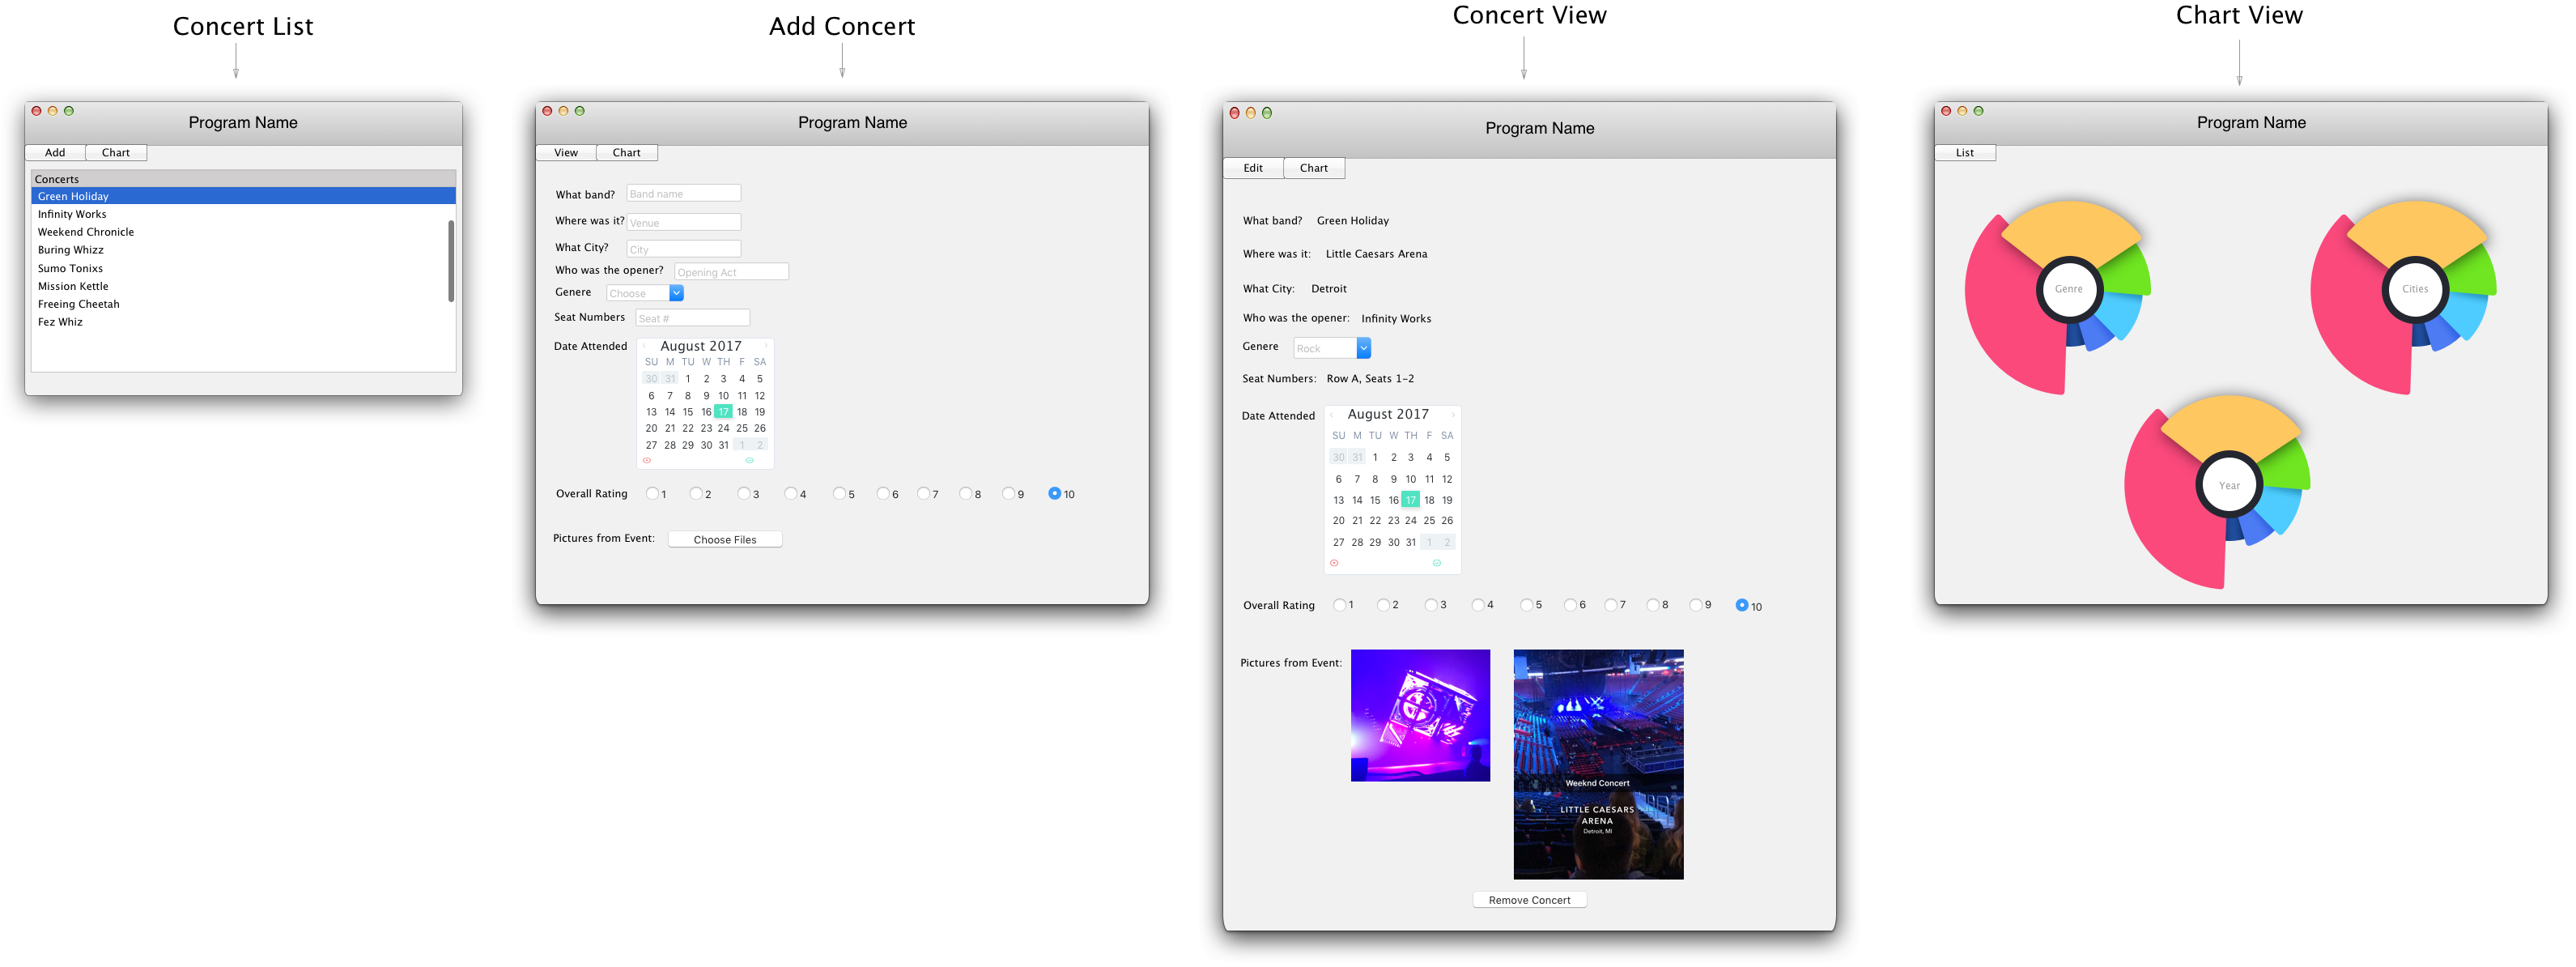 Concert List
Program Name
Add Chart
Concerts
Green Holiday
Infinity Works
Weekend Chronicle
Buring Whizz
Sumo Tonixs
Mission Kettle
Freeing Cheetah
Fez Whiz
Add Concert
Program Name
View Chart
What band? Band name
Where was it? Venue
What City? City
Who was the opener? Opening Act
Genere Choose
Seat Numbers Seat #
Date Attended August 2017
SU M TU W TH F SA
30 31 1 2 3 4 5
6 7 8 9 10 11 12
13 14 15 16 17 18 19
20 21 22 23 24 25 26
27 28 29 30 31 1 2
Overall Rating 1 2 3 4 5 6 7 8 9 10
Pictures from Event: Choose Files
Concert View
Program Name
Edit Chart
What band? Green Holiday
Where was it: Little Caesars Arena
What City: Detroit
Who was the opener: Infinity Works
Genere Rock
Seat Numbers: Row A, Seats 1-2
Date Attended August 2017
SU M TU W TH F SA
30 31 1 2 3 4 5
6 7 8 9 10 11 12
13 14 15 16 17 18 19
20 21 22 23 24 25 26
27 28 29 30 31 1 2
Overall Rating 1 2 3 4 5 6 7 8 9 10
Pictures from Event:
Weeknd Concert
LITTLE CAESARS
ARENA
Detroit, MI
Remove Concert
Chart View
Program Name
List
Genre
Cities
Year